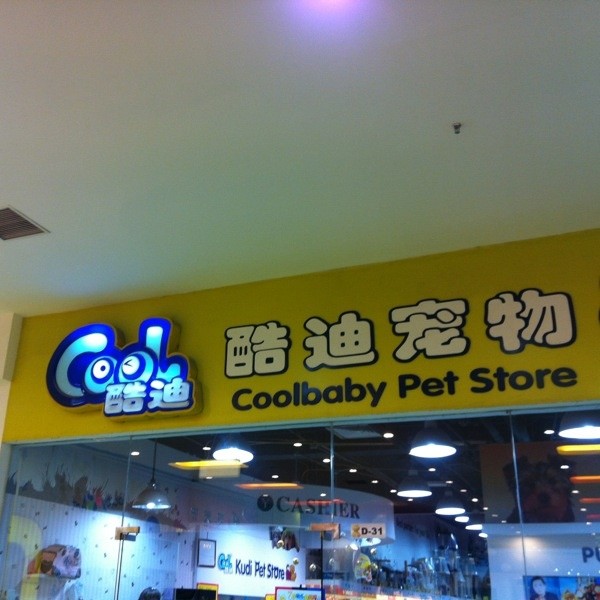 Cool
酷迪
酷迪宠物
Coolbaby Pet Store
CASHIER
D-31
Kudi Pet Store